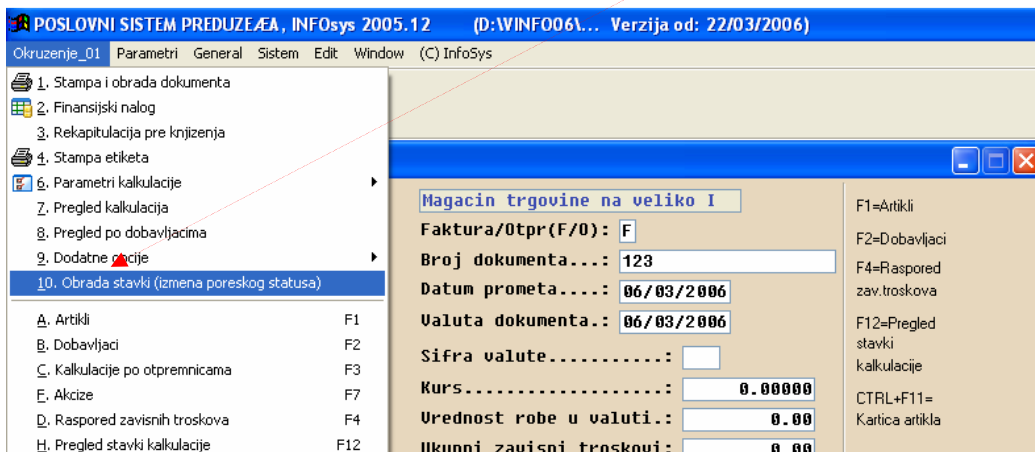 POSLOVNI SISTEM PREDUZEÆA, INFOsys 2005.12 (D:\VINFO06\... Verzija od: 22/03/2006)
Okruzenje_01 Parametri General Sistem Edit Window (C) InfoSys
1. Stampa i obrada dokumenta
2. Finansijski nalog
3. Rekapitulacija pre knjizenja
4. Stampa etiketa
6. Parametri kalkulacije
7. Pregled kalkulacija
8. Pregled po dobavljacima
9. Dodatne opcije
10. Obrada stavki (izmena poreskog statusa)
A. Artikli F1
B. Dobavljaci F2
C. Kalkulacije po otpremnicama F3
E. Akcize F7
D. Raspored zavisnih troskova F4
H. Pregled stavki kalkulacije F12
Magacin trgovine na veliko I
Faktura/Otpr(F/O): F
Broj dokumenta...: 123
Datum prometa....: 06/03/2006
Valuta dokumenta.: 06/03/2006
Sifra valute...........:
Kurs..................: 0.00000
Vrednost robe u valuti.: 0.00
Ukupni zavisni troskovi: 0.00
F1=Artikli
F2=Dobavljaci
F4=Raspored
zav.troskova
F12=Pregled
stavki
kalkulacije
CTRL+F11=
Kartica artikla